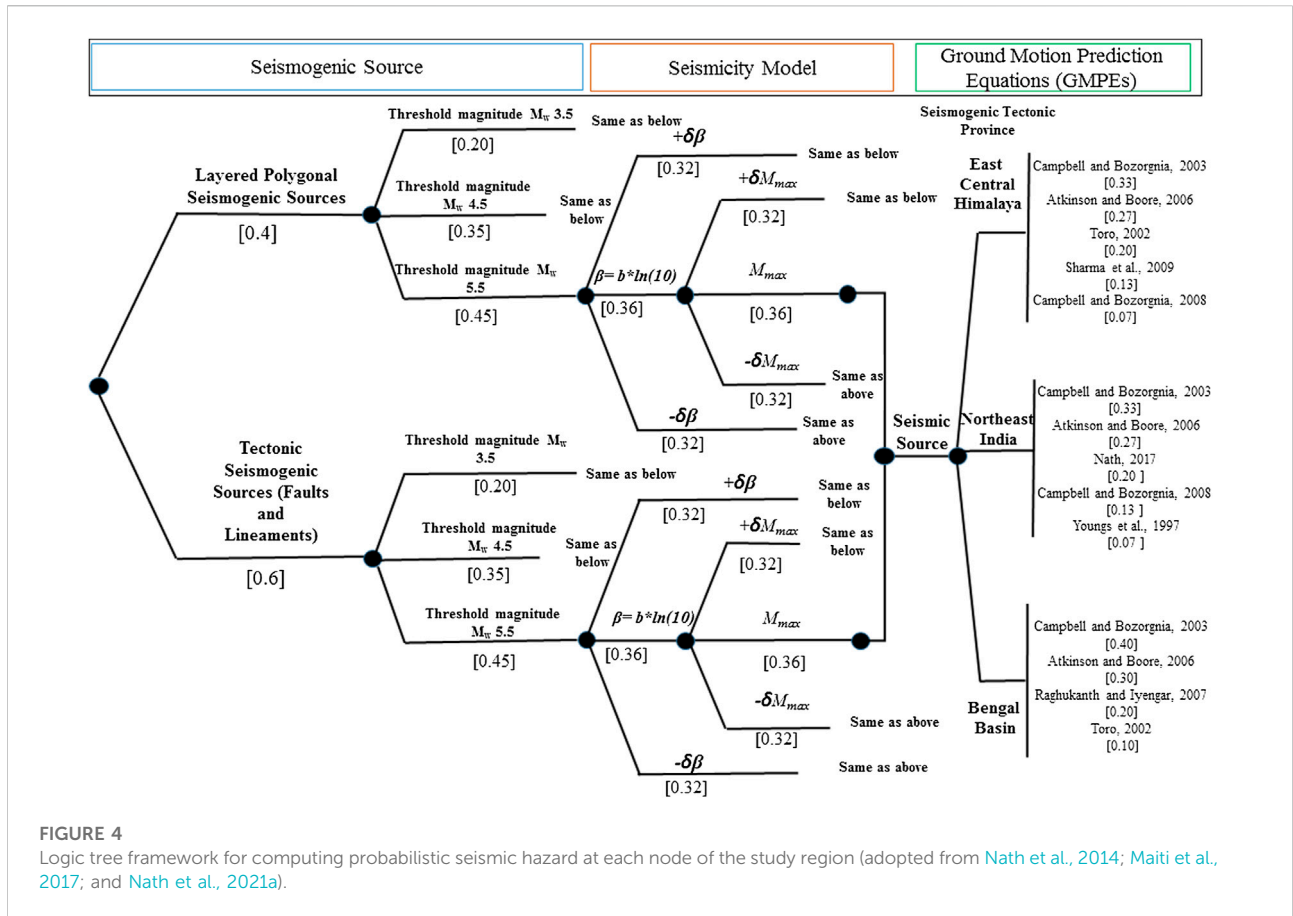 Seismogenic Source
Seismicity Model
Ground Motion Prediction
Equations (GMPEs)
Layered Polygonal
Seismogenic Sources
[0.4]
Threshold magnitude Mw 3.5
[0.20]
Same as below
Threshold magnitude
Mw 4.5
[0.35]
Same as
below
Threshold magnitude Mw
5.5
[0.45]
+δβ
[0.32]
Same as below
β= b*ln(10)
[0.36]
+δMmax
[0.32]
Same as below
Mmax
[0.36]
-δMmax
[0.32]
Same as
above
-δβ
[0.32]
Same as
above
Tectonic
Seismogenic
Sources (Faults
and
Lineaments)
[0.6]
Threshold magnitude Mw
3.5
[0.20]
Same as below
Threshold magnitude
Mw 4.5
[0.35]
Same as
below
Threshold magnitude
Mw 5.5
[0.45]
+δβ
[0.32]
Same as
below
β= b*ln(10)
[0.36]
+δMmax
[0.32]
Same as
below
Mmax
[0.36]
-δMmax
[0.32]
Same as above
-δβ
[0.32]
Same as above
Seismic
Source
Seismogenic Tectonic
Province
East
Central
Himalaya
Campbell and Bozorgnia, 2003
[0.33]
Atkinson and Boore, 2006
[0.27]
Toro, 2002
[0.20]
Sharma et al., 2009
[0.13]
Campbell and Bozorgnia, 2008
[0.07]
Northeast
India
Campbell and Bozorgnia, 2003
[0.33]
Atkinson and Boore, 2006
[0.27]
Nath, 2017
[0.20 ]
Campbell and Bozorgnia, 2008
[0.13 ]
Youngs et al., 1997
[0.07 ]
Bengal
Basin
Campbell and Bozorgnia, 2003
[0.40]
Atkinson and Boore, 2006
[0.30]
Raghukanth and Iyengar, 2007
[0.20]
Toro, 2002
[0.10]
FIGURE 4
Logic tree framework for computing probabilistic seismic hazard at each node of the study region (adopted from Nath et al., 2014; Maiti et al.,
2017; and Nath et al., 2021a).